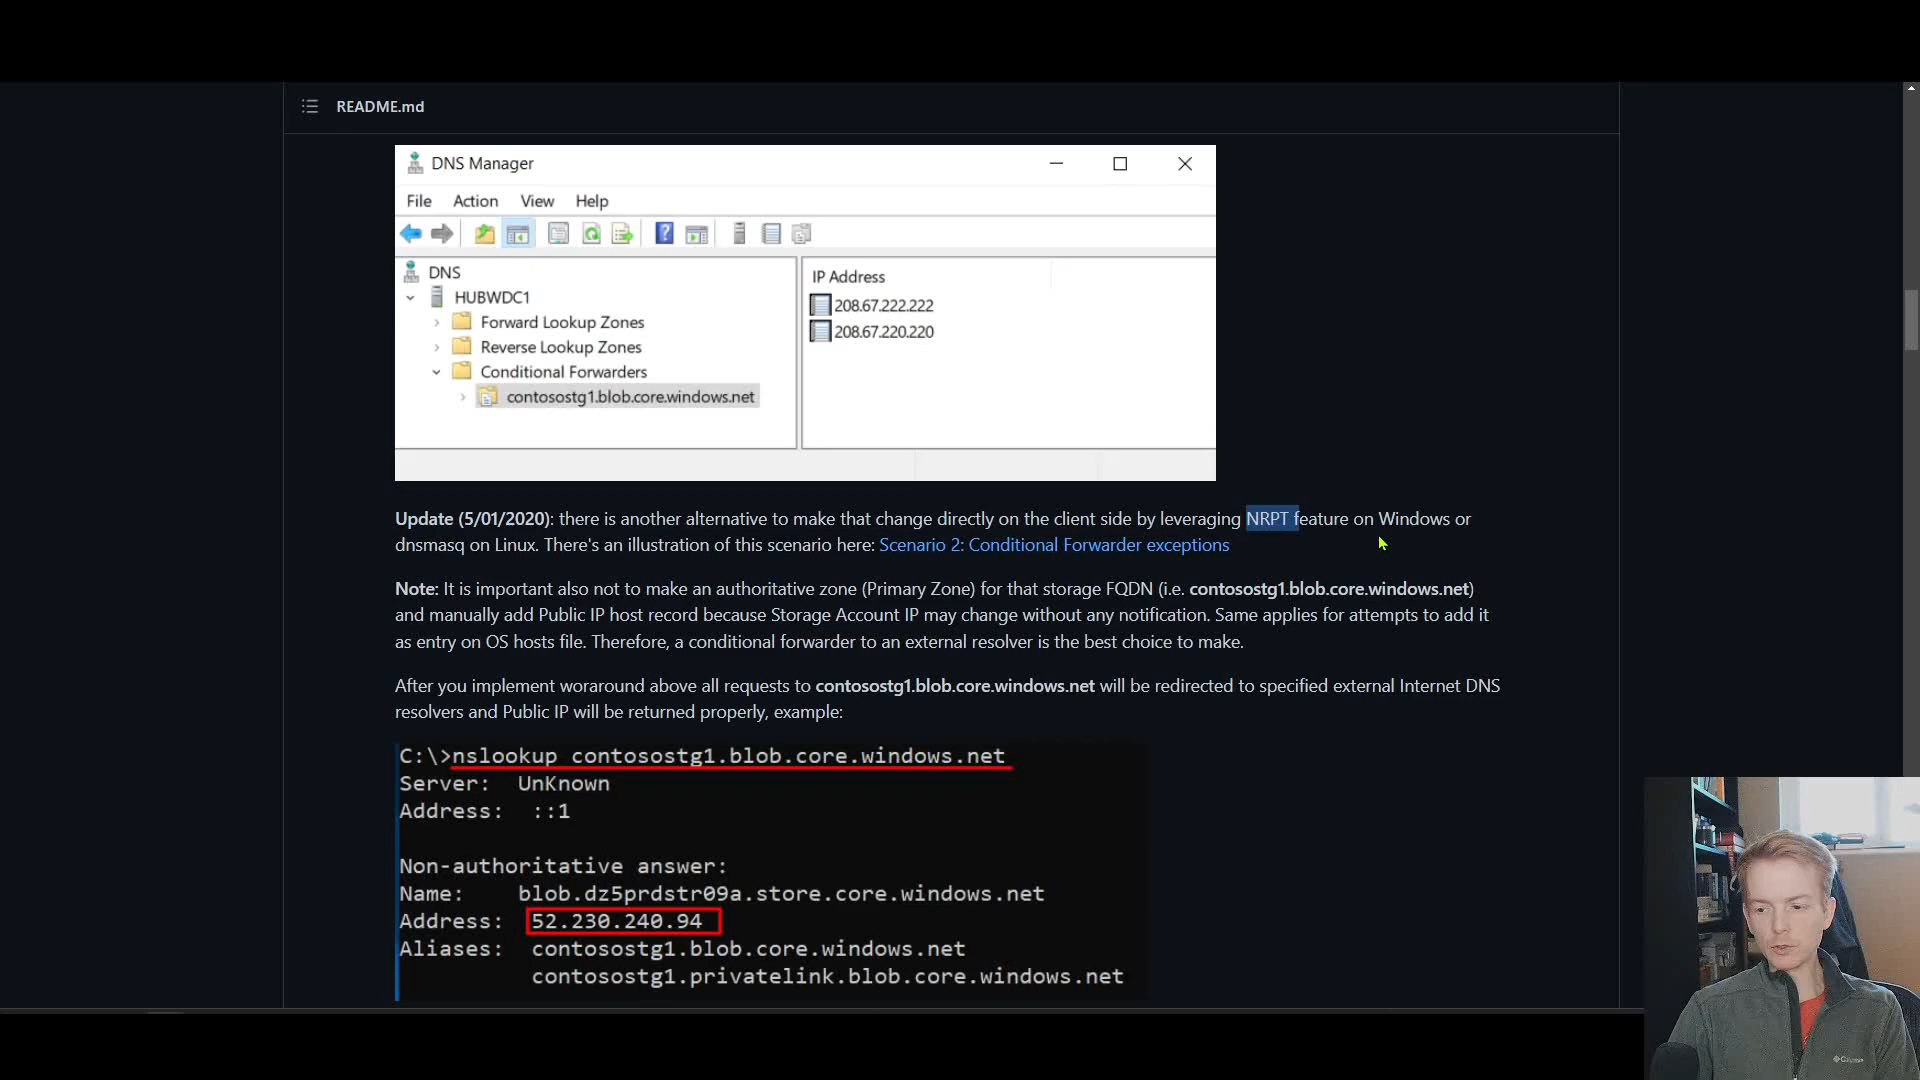 README.md
DNS Manager
File Action View Help
DNS
HUBWDC1
Forward Lookup Zones
Reverse Lookup Zones
Conditional Forwarders
contosostg1.blob.core.windows.net
IP Address
208.67.222.222
208.67.220.220
Update (5/01/2020): there is another alternative to make that change directly on the client side by leveraging NRPT feature on Windows or
dnsmasq on Linux. There's an illustration of this scenario here: Scenario 2: Conditional Forwarder exceptions
Note: It is important also not to make an authoritative zone (Primary Zone) for that storage FQDN (i.e. contosostg1.blob.core.windows.net)
and manually add Public IP host record because Storage Account IP may change without any notification. Same applies for attempts to add it
as entry on OS hosts file. Therefore, a conditional forwarder to an external resolver is the best choice to make.
After you implement woraround above all requests to contosostg1.blob.core.windows.net will be redirected to specified external Internet DNS
resolvers and Public IP will be returned properly, example:
C:\>nslookup contosostg1.blob.core.windows.net
Server: UnKnown
Address: ::1
Non-authoritative answer:
Name: blob.dz5prdstr09a.store.core.windows.net
Address: 52.230.240.94
Aliases: contosostg1.blob.core.windows.net
contosostg1.privatelink.blob.core.windows.net
Columbia